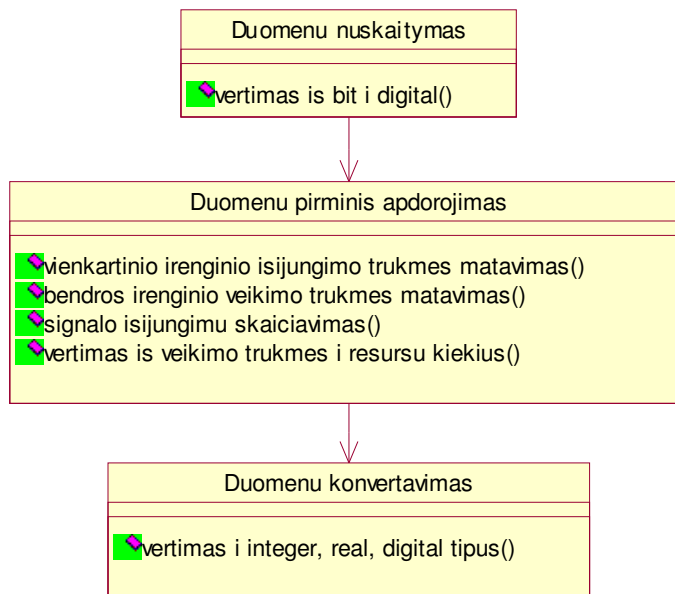 Duomenu nuskaitymas
vertimas is bit i digital()
Duomenu pirminis apdorojimas
vienkartinio irenginio isijungimo trukmes matavimas()
bendros irenginio veikimo trukmes matavimas()
signalo isijungimu skaiciavimas()
vertimas is veikimo trukmes i resursu kiekius()
Duomenu konvertavimas
vertimas i integer, real, digital tipus()